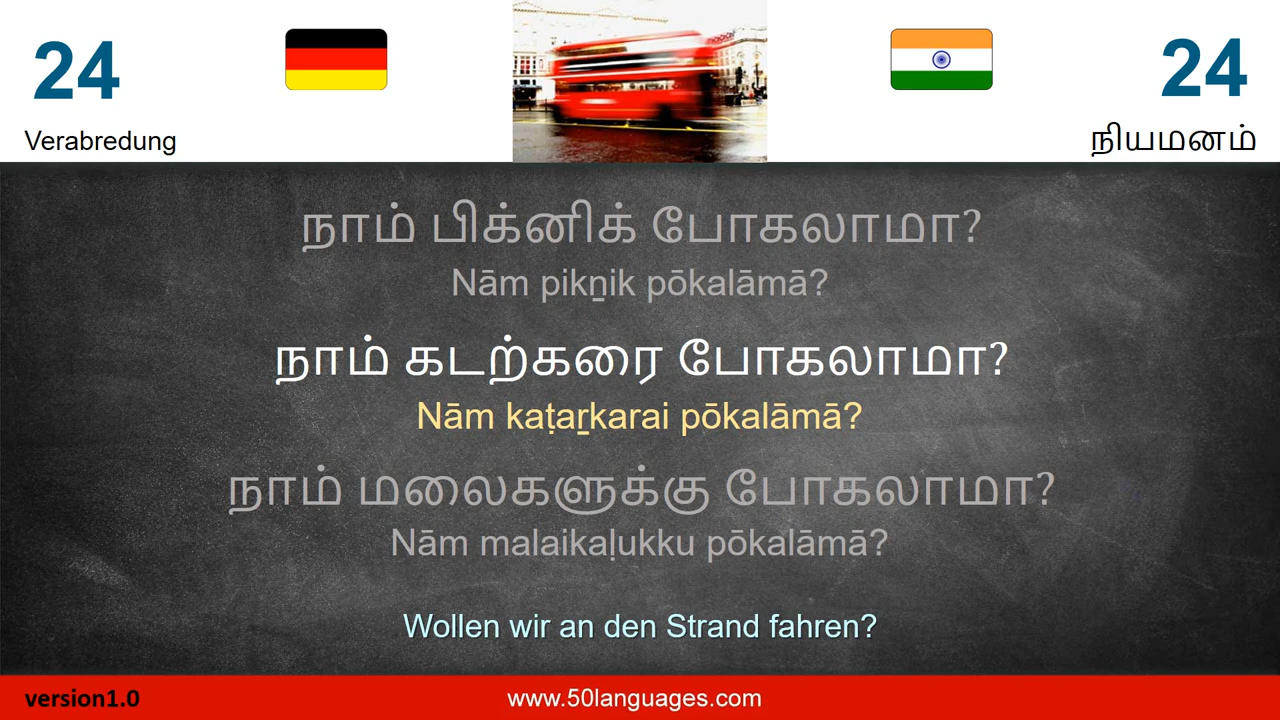 24
24
Verabredung
நியமனம்
நாம் பிக்னிக் போகலாமா?
Nām pikṉik pōkalāmā?
நாம் கடற்கரை போகலாமா?
Nām kaṭaṟkarai pōkalāmā?
நாம் மலைகளுக்கு போகலாமா?
Nām malaikaḷukku pōkalāmā?
Wollen wir an den Strand fahren?
version1.0
www.50languages.com